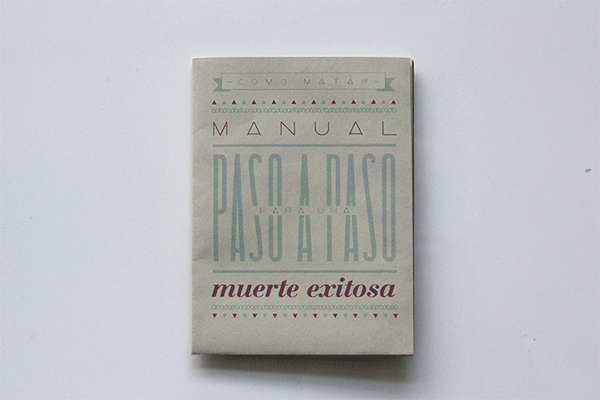 COMO MATAR
MANUAL
PASO A PASO
PARA UNA
muerte exitosa